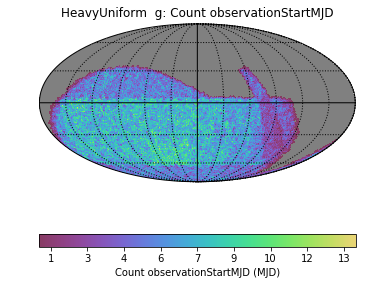 HeavyUniform g: Count observationStartMJD
1 3 4 6 7 9 10 12 13
Count observationStartMJD (MJD)